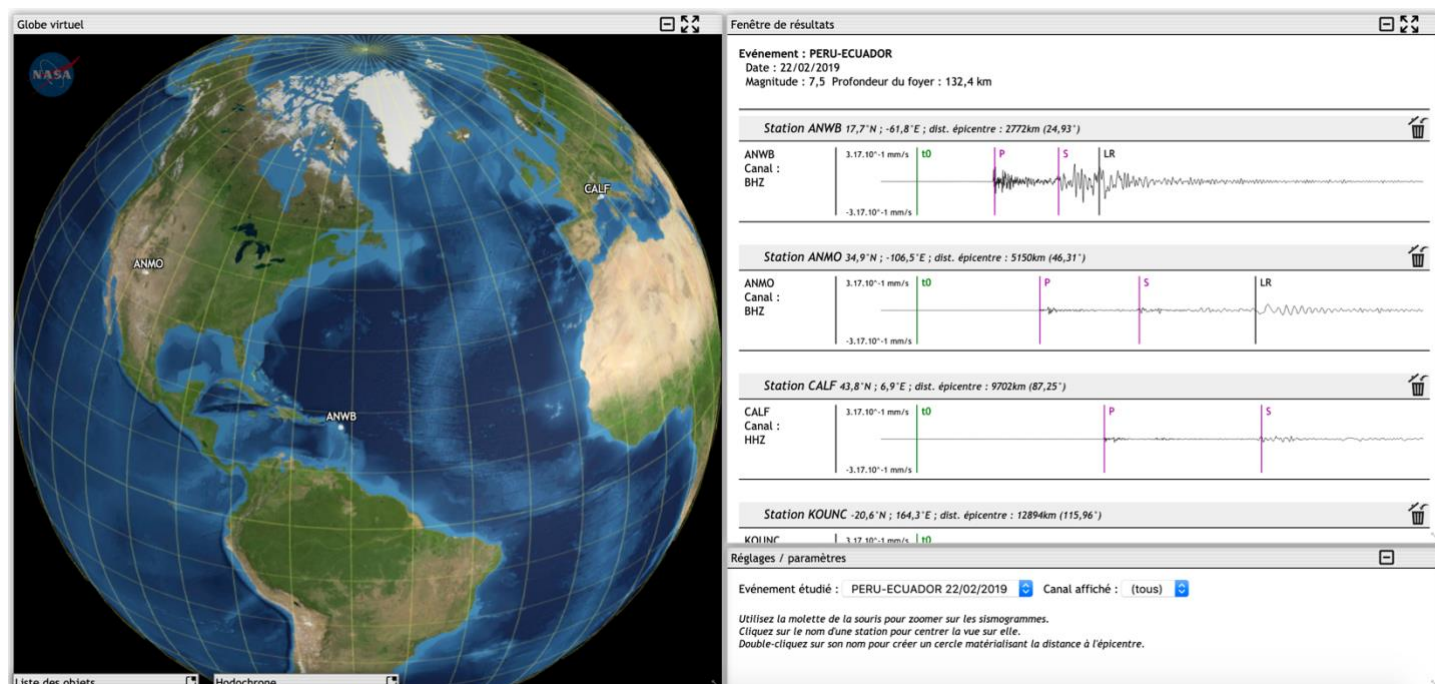 Globe virtuel
NASA
CALF
ANMO
ANWB
Liste des objets
Hodochrone
Fenêtre de résultats
Evénement : PERU-ECUADOR
Date : 22/02/2019
Magnitude : 7,5 Profondeur du foyer : 132,4 km
Station ANWB 17,7°N ; -61,8°E ; dist. épicentre : 2772km (24,93°)
ANWB
Canal :
BHZ
3.17.10^-1 mm/s
t0
P
S
LR
-3.17.10^-1 mm/s
Station ANMO 34,9°N ; -106,5°E ; dist. épicentre : 5150km (46,31°)
ANMO
Canal :
BHZ
3.17.10^-1 mm/s
t0
P
S
LR
-3.17.10^-1 mm/s
Station CALF 43,8°N ; 6,9°E ; dist. épicentre : 9702km (87,25°)
CALF
Canal :
HHZ
3.17.10^-1 mm/s
t0
P
S
-3.17.10^-1 mm/s
Station KOUNC -20,6°N ; 164,3°E ; dist. épicentre : 12894km (115,96°)
KOUNC
3.17.10^-1 mm/s
t0
Réglages / paramètres
Evénement étudié : PERU-ECUADOR 22/02/2019 Canal affiché : (tous)
Utilisez la molette de la souris pour zoomer sur les sismogrammes.
Cliquez sur le nom d'une station pour centrer la vue sur elle.
Double-cliquez sur son nom pour créer un cercle matérialisant la distance à l'épicentre.